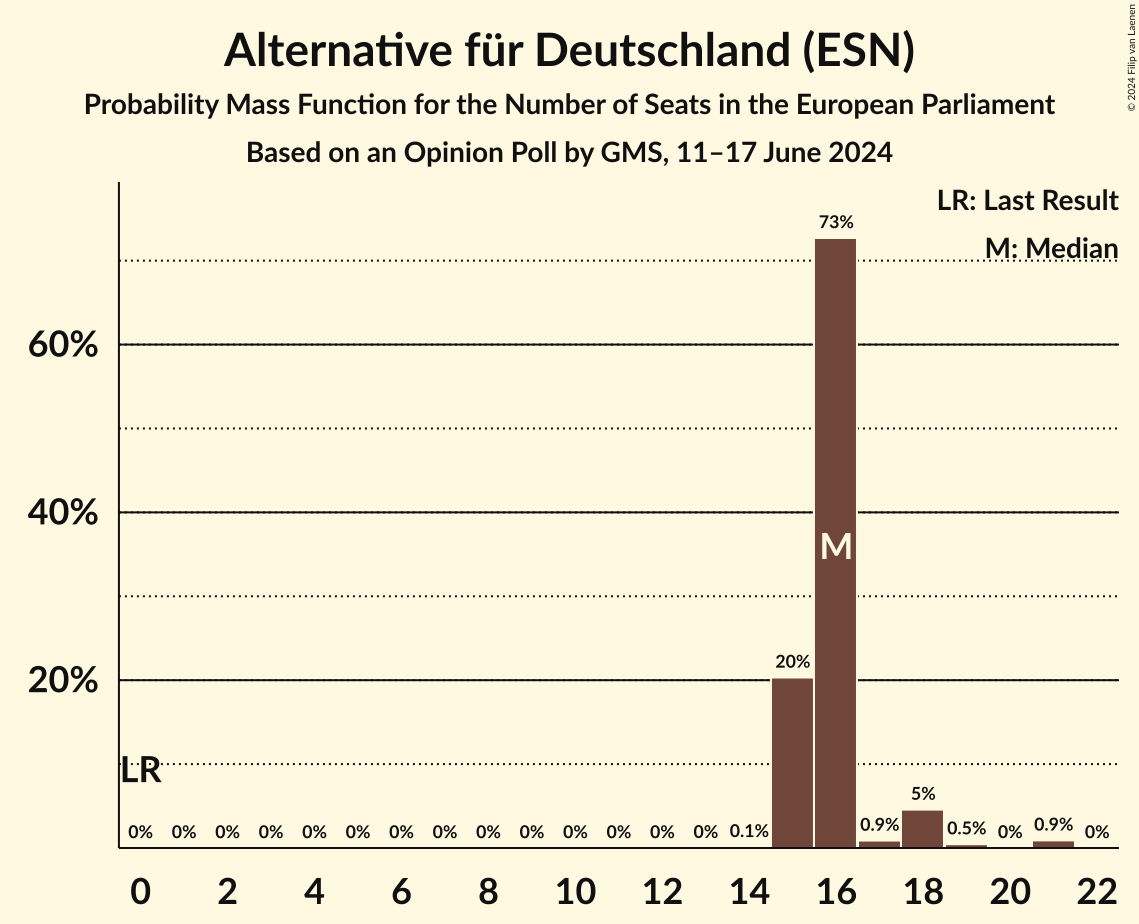 Alternative für Deutschland (ESN)
Probability Mass Function for the Number of Seats in the European Parliament
Based on an Opinion Poll by GMS, 11–17 June 2024
© 2024 Filip van Laenen
LR: Last Result
M: Median
73%
60%
40%
M
20%
20%
LR
5%
0% 0% 0% 0% 0% 0% 0% 0% 0% 0% 0% 0% 0% 0% 0.1% 0.9% 0.5% 0% 0.9% 0%
0 2 4 6 8 10 12 14 16 18 20 22